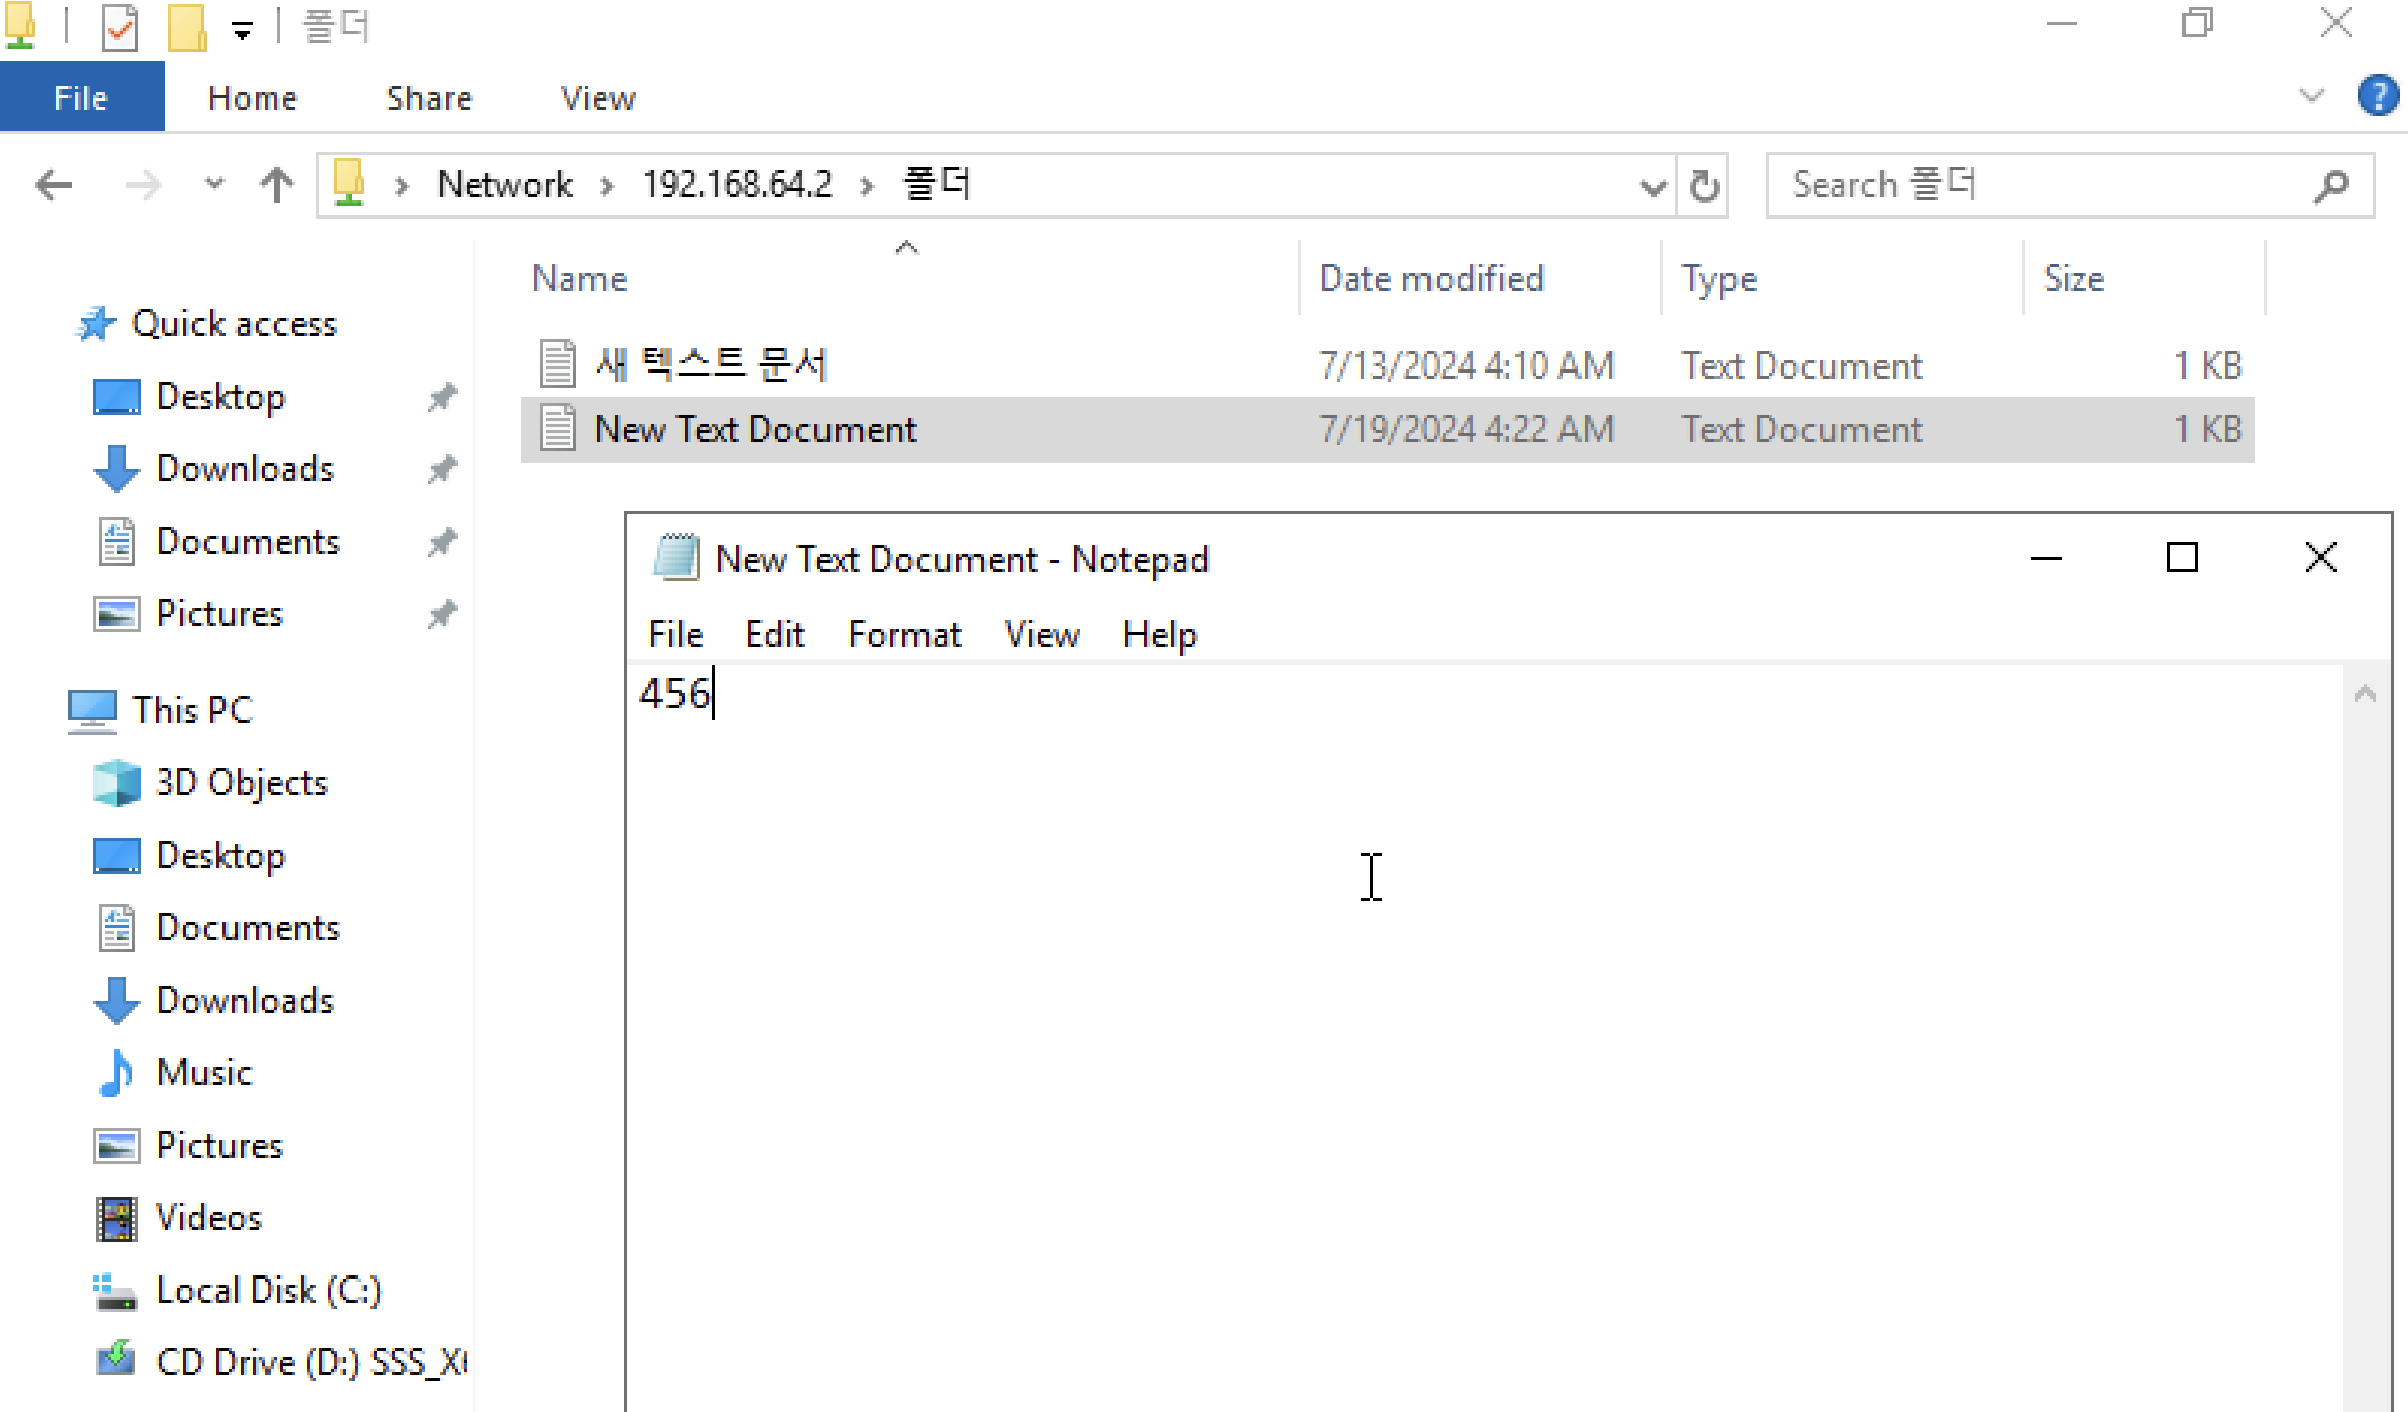 폴더
File Home Share View
Network 192.168.64.2 폴더 Search 폴더
Name Date modified Type Size
새 텍스트 문서 7/13/2024 4:10 AM Text Document 1 KB
New Text Document 7/19/2024 4:22 AM Text Document 1 KB
Quick access
Desktop
Downloads
Documents
Pictures
This PC
3D Objects
Desktop
Documents
Downloads
Music
Pictures
Videos
Local Disk (C:)
CD Drive (D:) SSS_X
New Text Document - Notepad
File Edit Format View Help
456